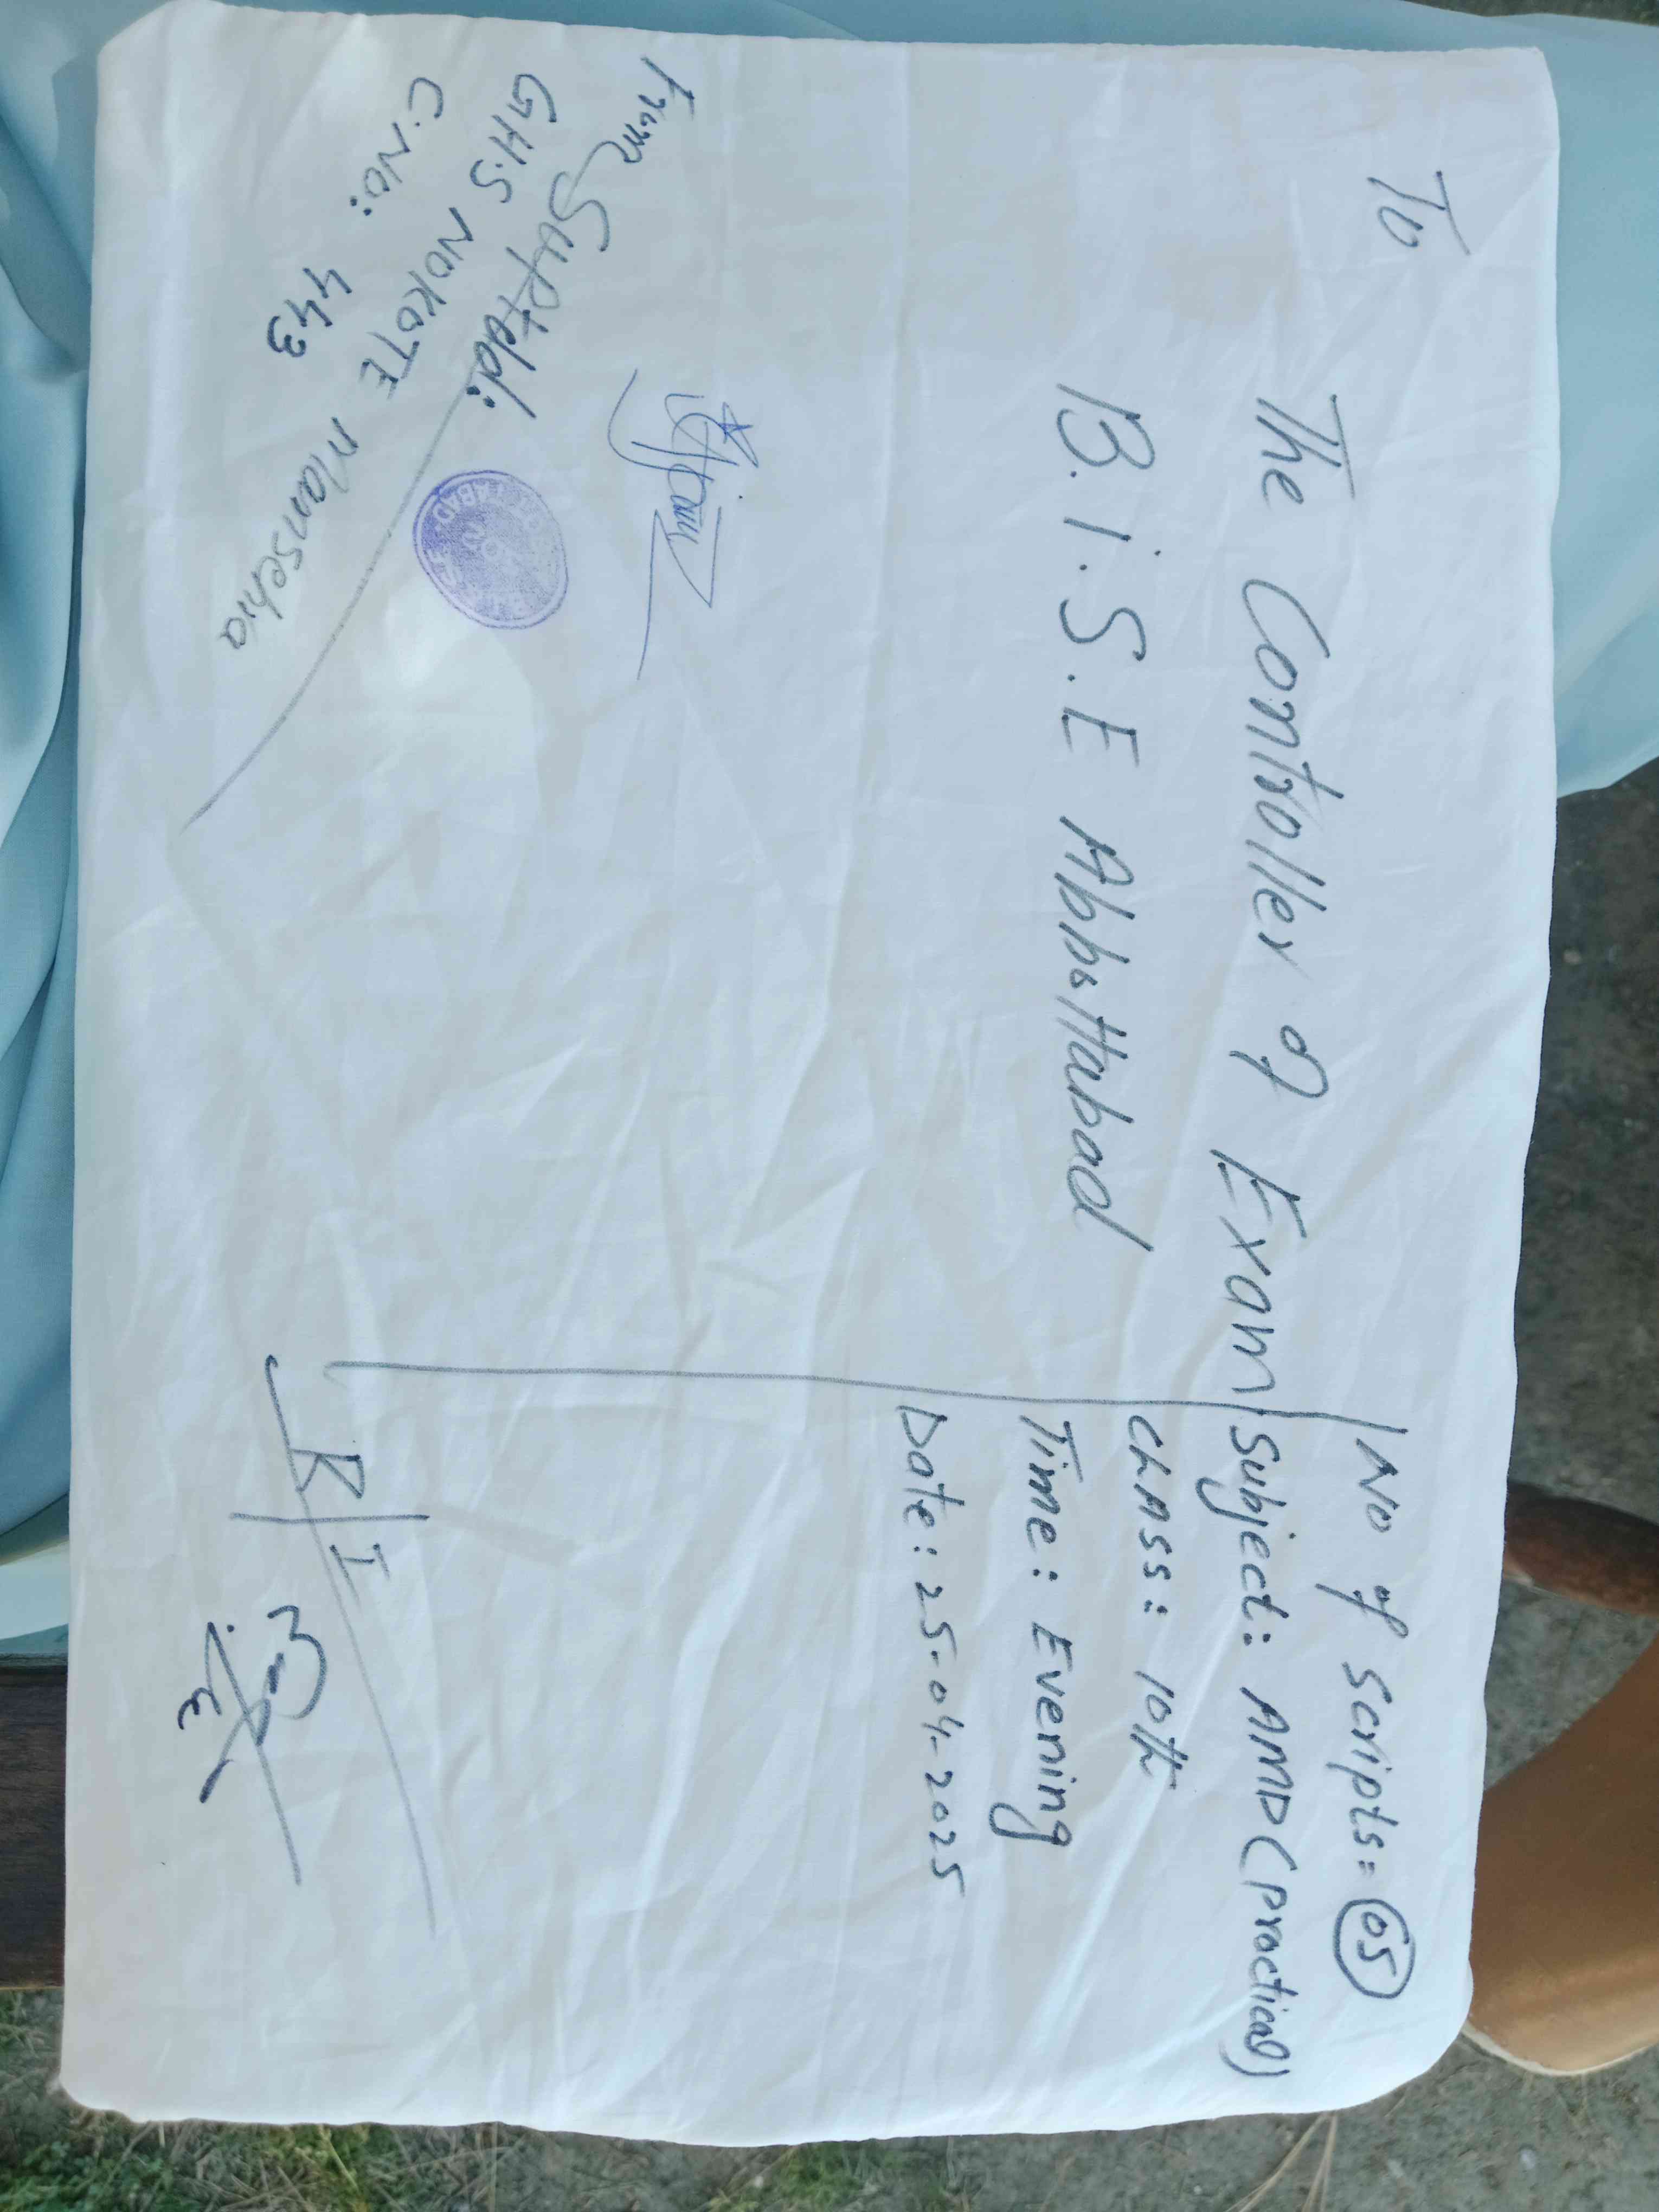 To
The Controller of Exam
B.I.S.E Abbottabad
No of Scripts = 05
Subject: AMD (Practical)
CLASS: 10th
Time: Evening
Date: 25-04-2025
From Suptdd:
G.H.S NOKOTE Mansehra
C.No: 443
R/I